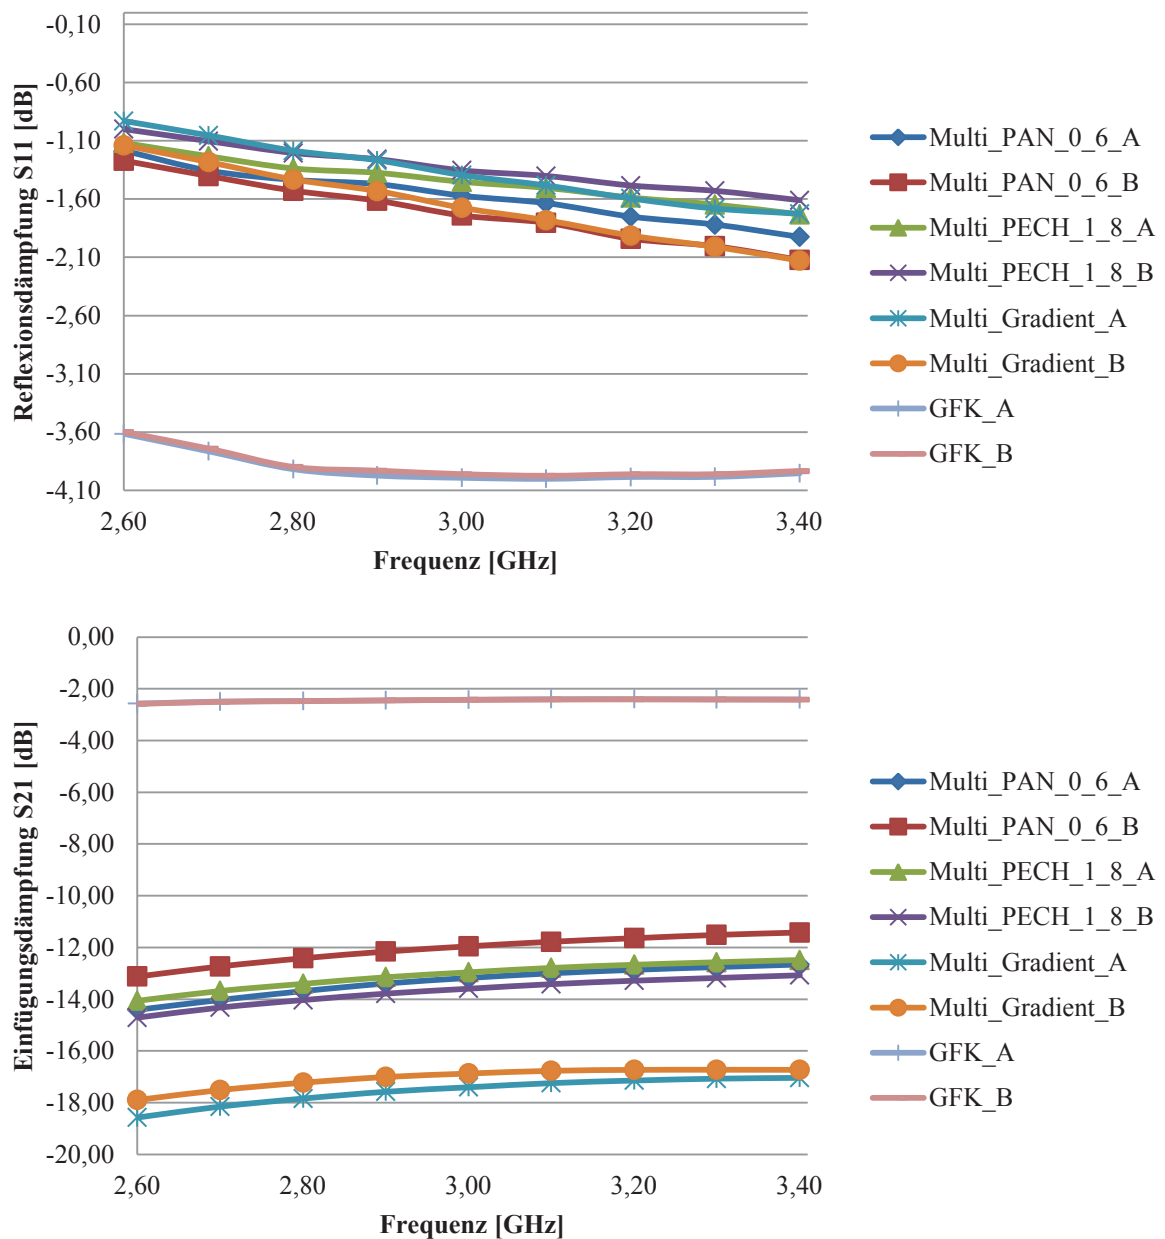 Reflexionsdämpfung S11 [dB]
-0,10
-0,60
-1,10
-1,60
-2,10
-2,60
-3,10
-3,60
-4,10
2,60
2,80
3,00
3,20
3,40
Frequenz [GHz]
Multi_PAN_0_6_A
Multi_PAN_0_6_B
Multi_PECH_1_8_A
Multi_PECH_1_8_B
Multi_Gradient_A
Multi_Gradient_B
GFK_A
GFK_B
Einfügungsdämpfung S21 [dB]
0,00
-2,00
-4,00
-6,00
-8,00
-10,00
-12,00
-14,00
-16,00
-18,00
-20,00
2,60
2,80
3,00
3,20
3,40
Frequenz [GHz]
Multi_PAN_0_6_A
Multi_PAN_0_6_B
Multi_PECH_1_8_A
Multi_PECH_1_8_B
Multi_Gradient_A
Multi_Gradient_B
GFK_A
GFK_B